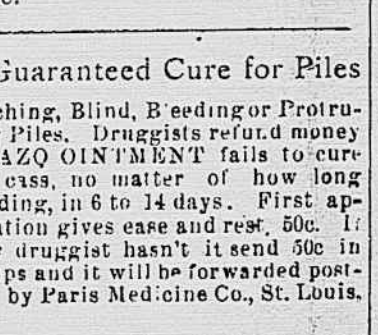 Guaranteed Cure for Piles
ching, Blind, Bleeding or Protru-
Piles. Druggists refund money
AZO OINTMENT fails to cure
case, no matter of how long
ding, in 6 to 14 days. First ap-
ation gives ease and rest. 50c. If
druggist hasn't it send 50c in
ps and it will be forwarded post-
by Paris Medicine Co., St. Louis,